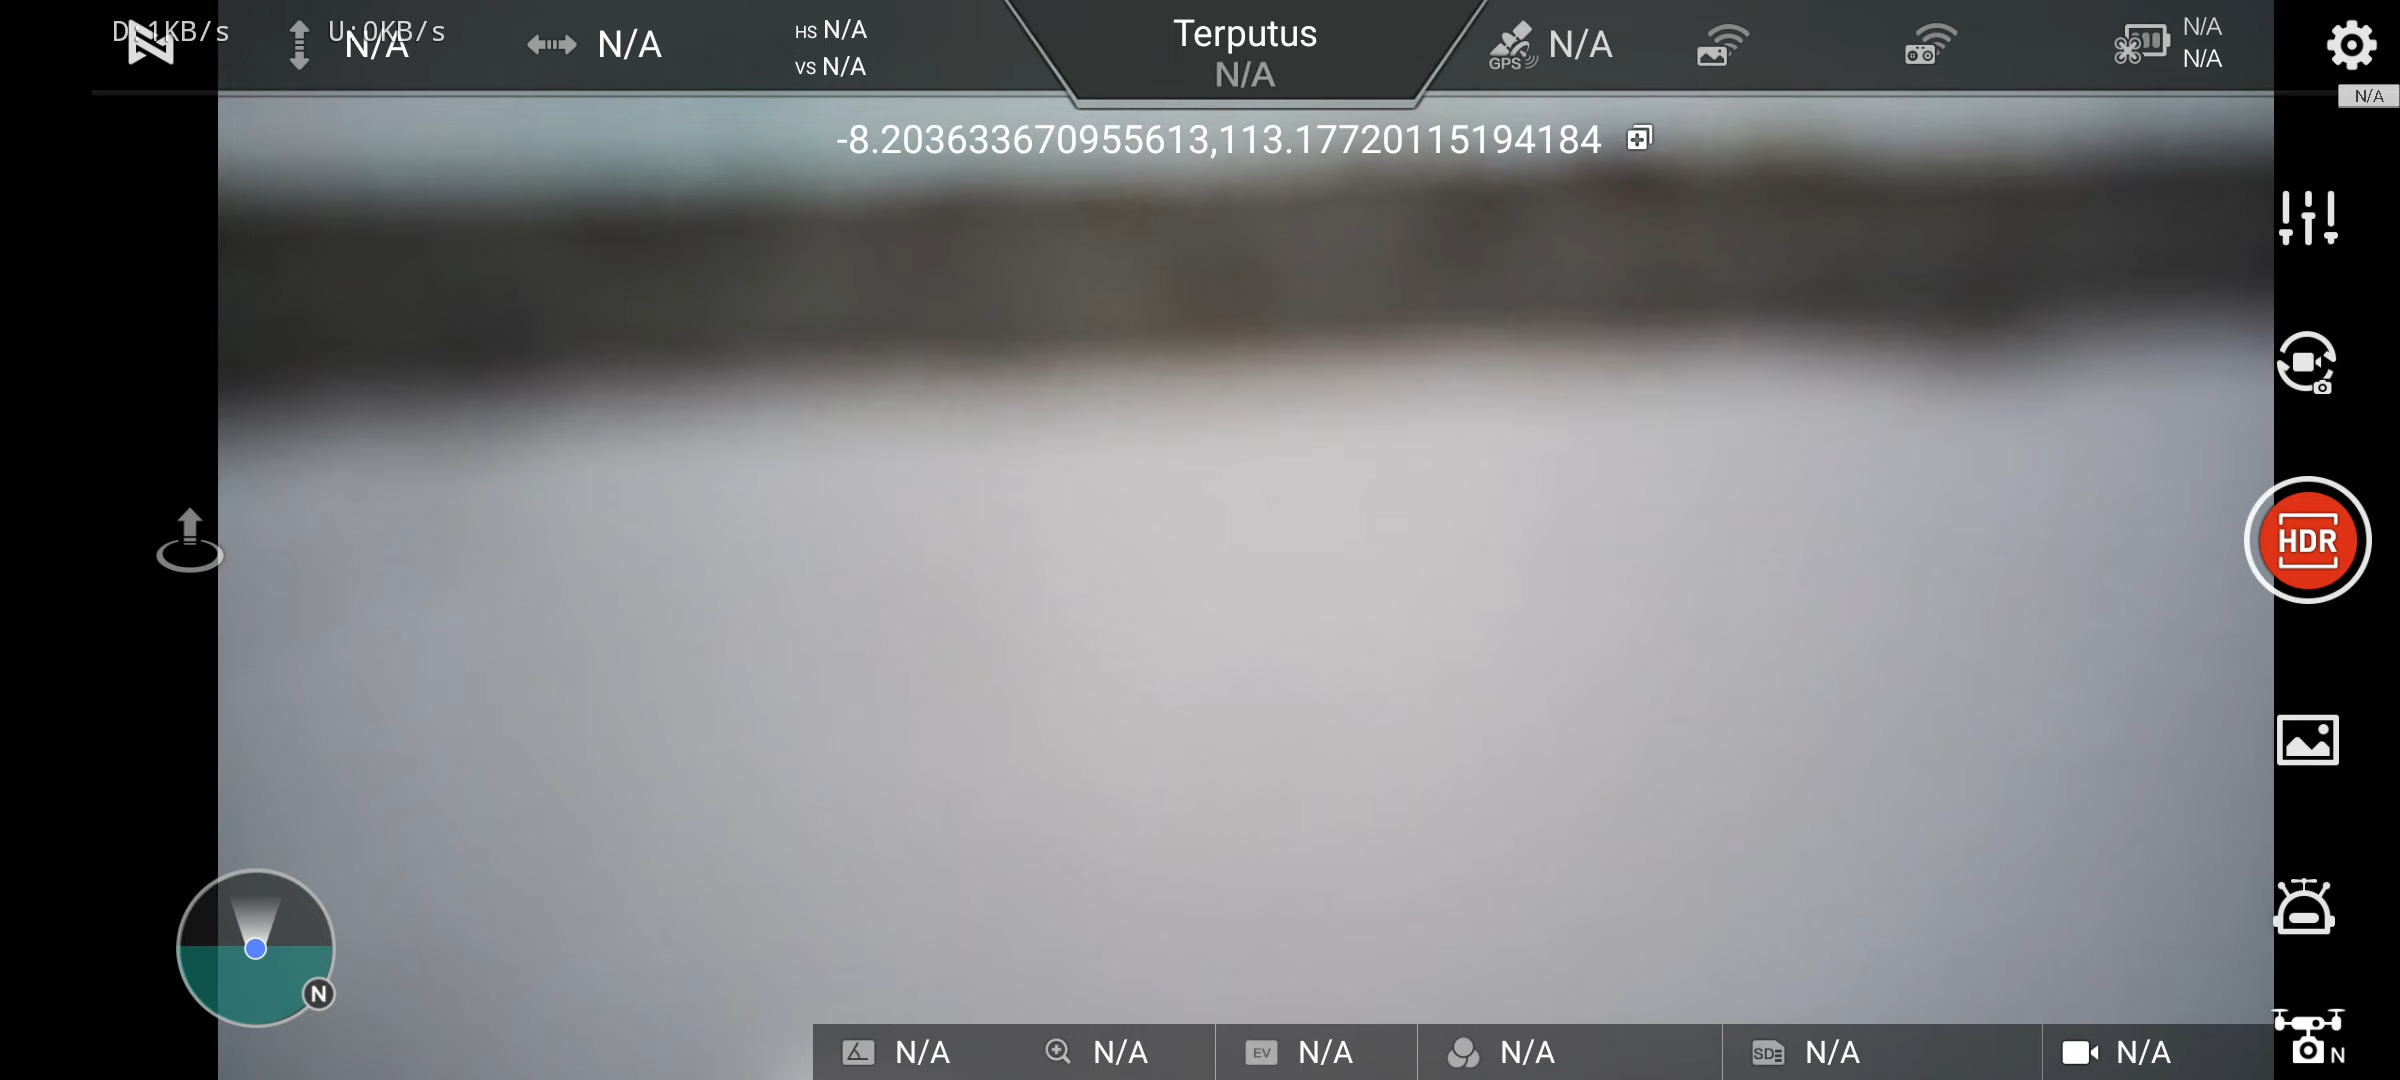 D:1KB/s U:0KB/s
N/A
N/A
HS N/A
VS N/A
Terputus
N/A
GPS N/A
N/A
N/A
N/A
-8.203633670955613,113.17720115194184
HDR
N
N/A
N/A
EV N/A
N/A
SD N/A
N/A
N